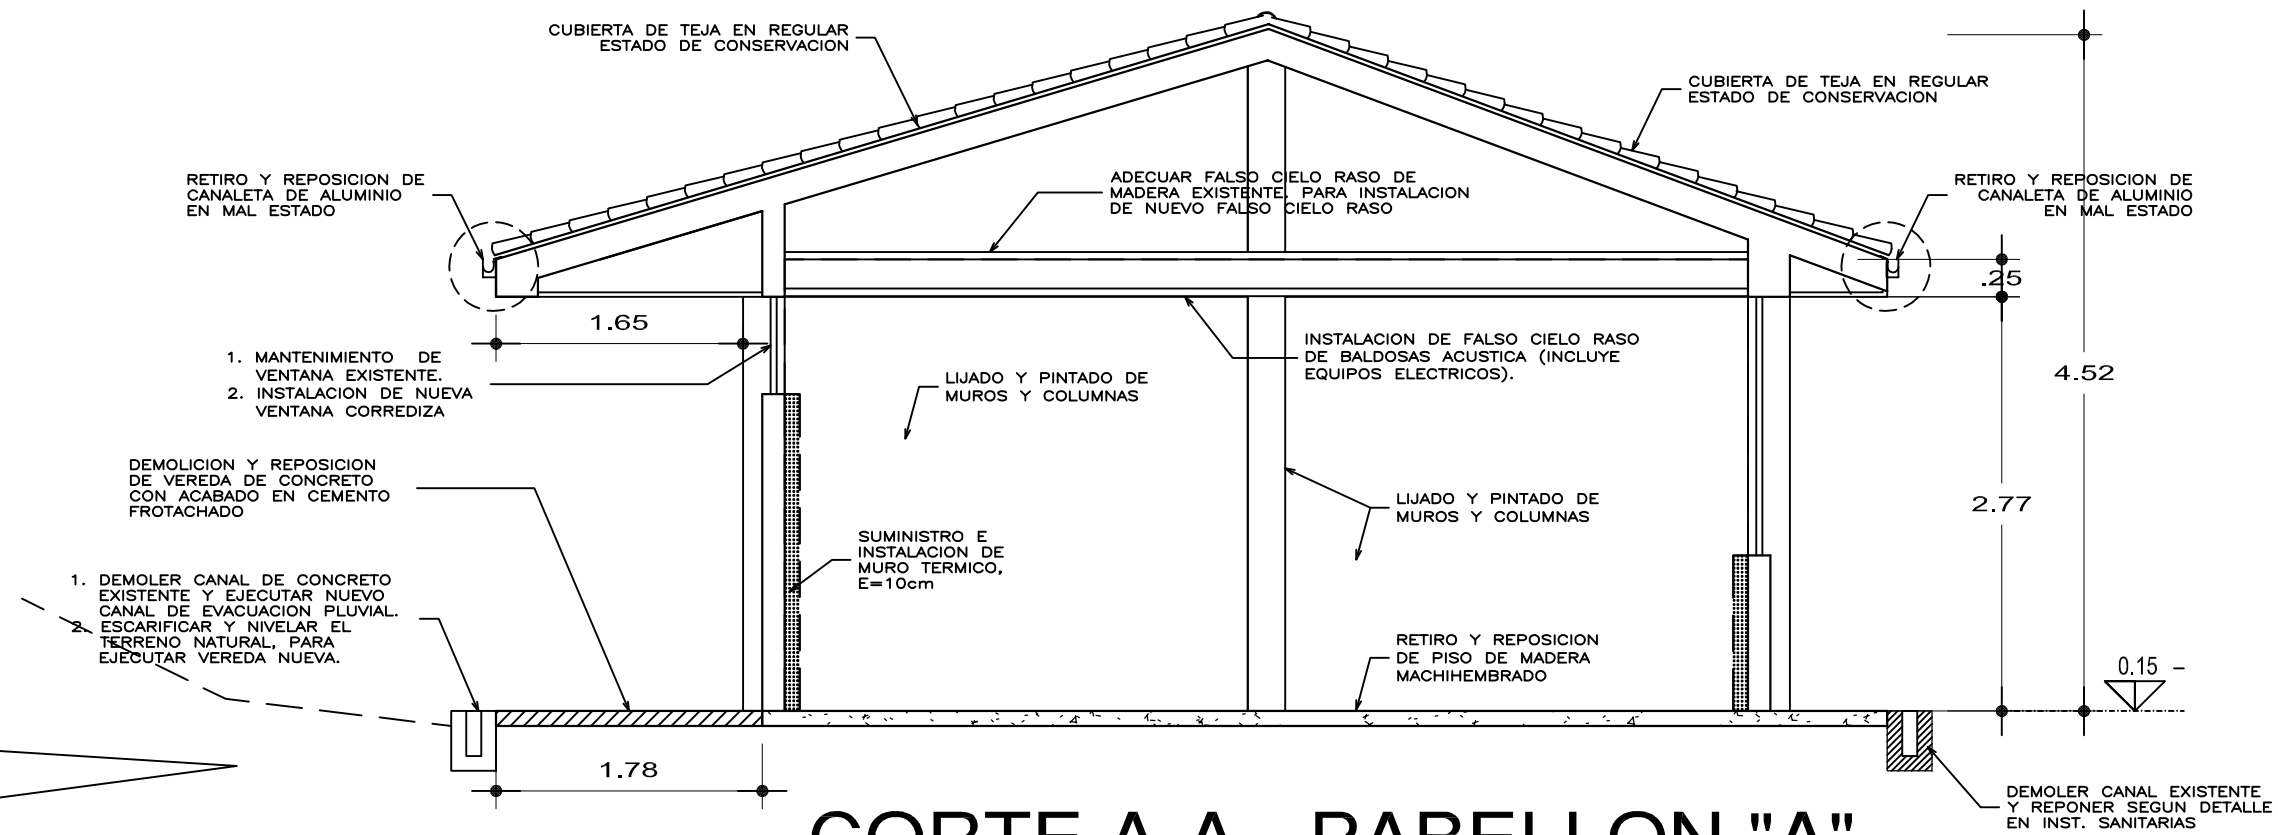 CUBIERTA DE TEJA EN REGULAR
ESTADO DE CONSERVACION
CUBIERTA DE TEJA EN REGULAR
ESTADO DE CONSERVACION
RETIRO Y REPOSICION DE
CANALETA DE ALUMINIO
EN MAL ESTADO
ADECUAR FALSO CIELO RASO DE
MADERA EXISTENTE, PARA INSTALACION
DE NUEVO FALSO CIELO RASO
RETIRO Y REPOSICION DE
CANALETA DE ALUMINIO
EN MAL ESTADO
.25
1.65
1. MANTENIMIENTO DE
VENTANA EXISTENTE.
2. INSTALACION DE NUEVA
VENTANA CORREDIZA
INSTALACION DE FALSO CIELO RASO
DE BALDOSAS ACUSTICA (INCLUYE
EQUIPOS ELECTRICOS).
LIJADO Y PINTADO DE
MUROS Y COLUMNAS
4.52
DEMOLICION Y REPOSICION
DE VEREDA DE CONCRETO
CON ACABADO EN CEMENTO
FROTACHADO
LIJADO Y PINTADO DE
MUROS Y COLUMNAS
2.77
SUMINISTRO E
INSTALACION DE
MURO TERMICO,
E=10cm
1. DEMOLER CANAL DE CONCRETO
EXISTENTE Y EJECUTAR NUEVO
CANAL DE EVACUACION PLUVIAL.
2. ESCARIFICAR Y NIVELAR EL
TERRENO NATURAL, PARA
EJECUTAR VEREDA NUEVA.
RETIRO Y REPOSICION
DE PISO DE MADERA
MACHIHEMBRADO
0.15 -
1.78
DEMOLER CANAL EXISTENTE
Y REPONER SEGUN DETALLE
EN INST. SANITARIAS
CORTE A-A - PABELLON "A"